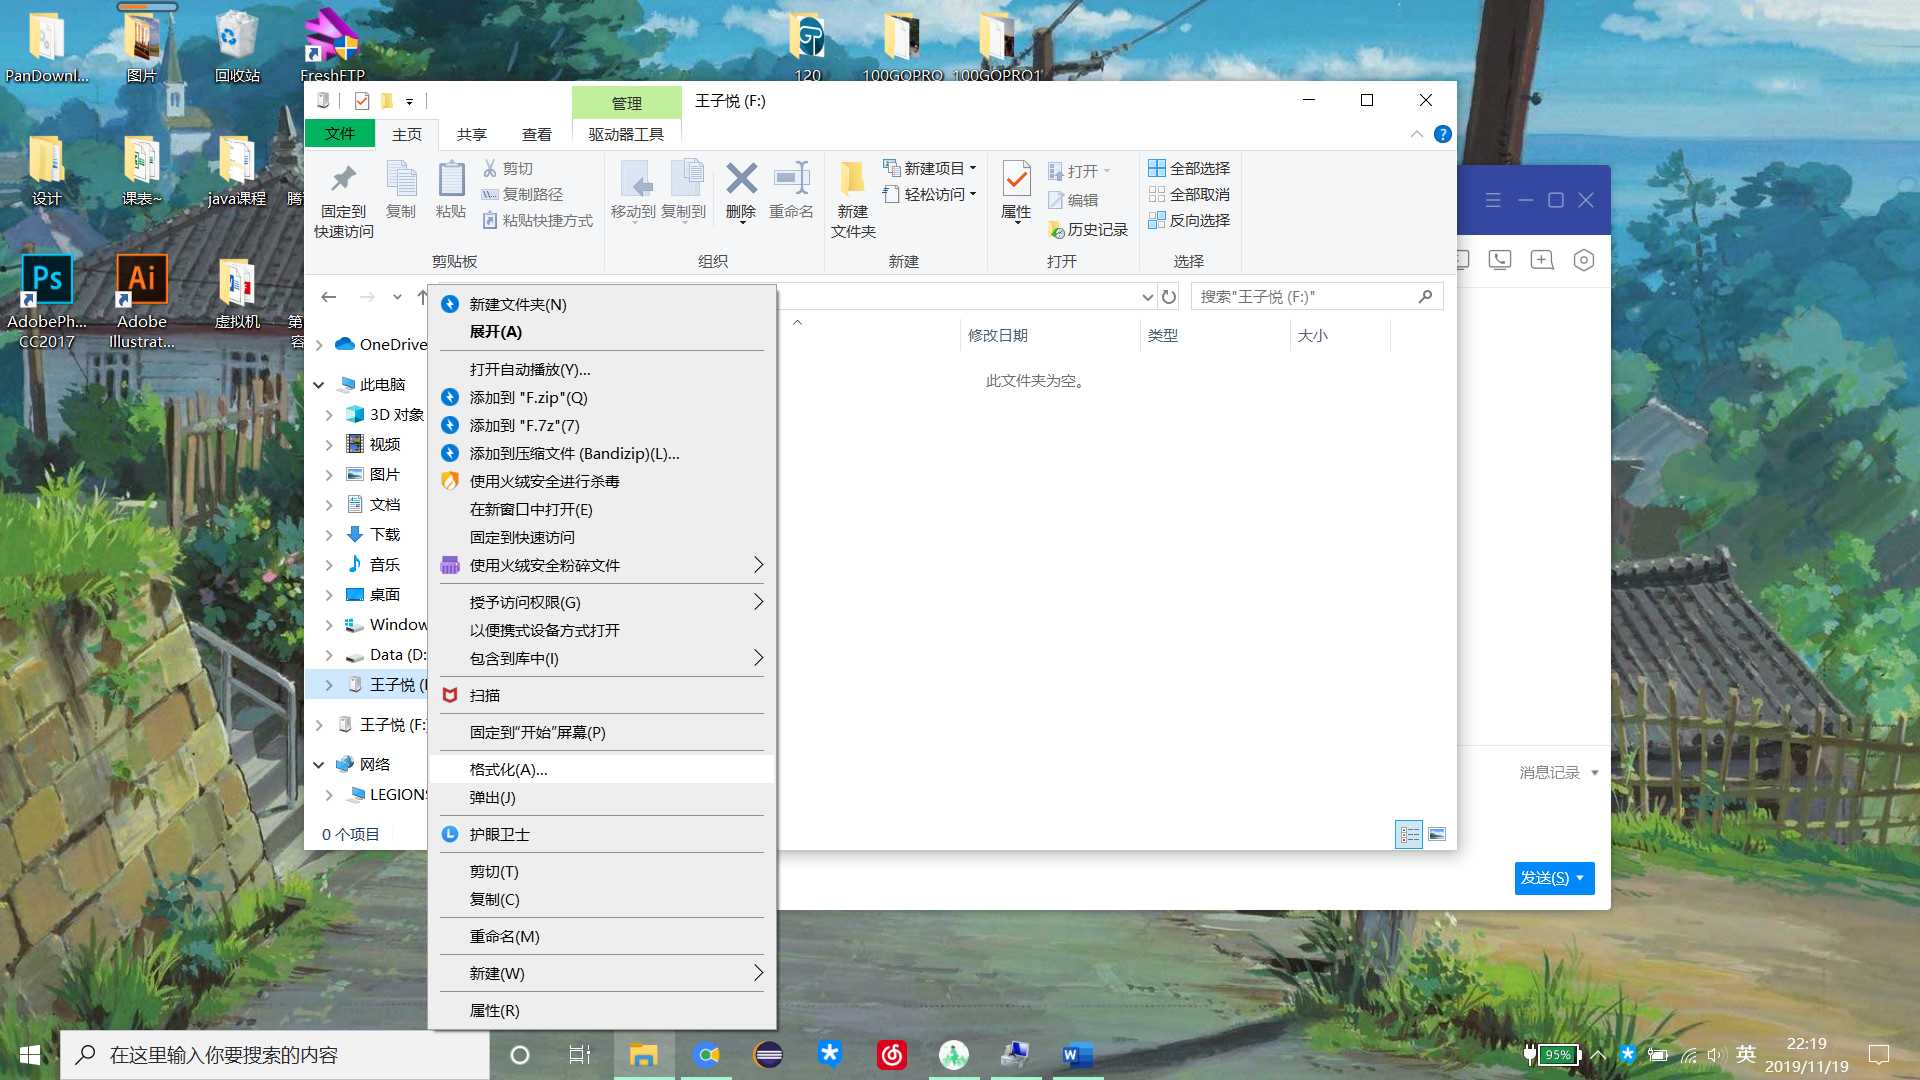 PanDownl...
图片
回收站
FreshFTP
120
100GOPRO
100GOPRO1
设计
课表~
java课程
腾
AdobePh...
CC2017
Adobe
Illustrat...
虚拟机
第
容
管理
王子悦 (F:)
文件
主页
共享
查看
驱动器工具
固定到
快速访问
复制
粘贴
剪切
复制路径
粘贴快捷方式
剪贴板
移动到
复制到
删除
重命名
组织
新建
文件夹
新建项目
轻松访问
新建
属性
打开
编辑
历史记录
打开
全部选择
全部取消
反向选择
选择
搜索"王子悦 (F:)"
修改日期
类型
大小
此文件夹为空。
OneDrive
此电脑
3D 对象
视频
图片
文档
下载
音乐
桌面
Window
Data (D:
王子悦 (
王子悦 (F:
网络
LEGION
0 个项目
新建文件夹(N)
展开(A)
打开自动播放(Y)...
添加到 "F.zip"(Q)
添加到 "F.7z"(7)
添加到压缩文件 (Bandizip)(L)...
使用火绒安全进行杀毒
在新窗口中打开(E)
固定到快速访问
使用火绒安全粉碎文件
授予访问权限(G)
以便携式设备方式打开
包含到库中(I)
扫描
固定到"开始"屏幕(P)
格式化(A)...
弹出(J)
护眼卫士
剪切(T)
复制(C)
重命名(M)
新建(W)
属性(R)
消息记录
发送(S)
在这里输入你要搜索的内容
95%
英
22:19
2019/11/19